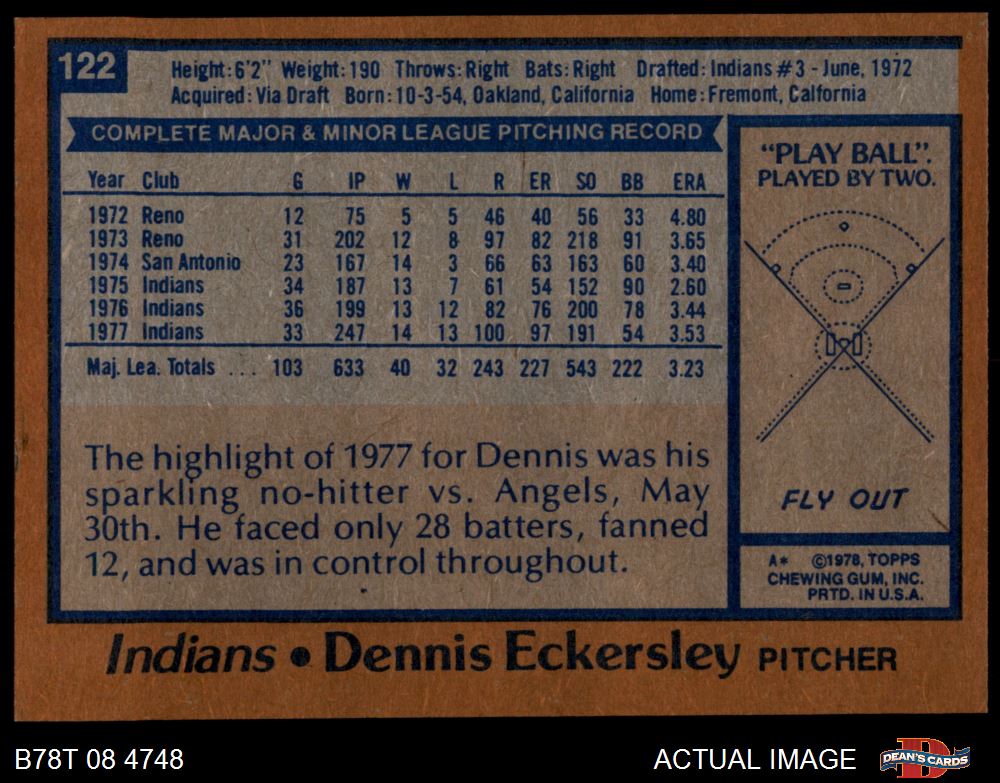 122
Height: 6'2" Weight: 190 Throws: Right Bats: Right Drafted: Indians #3 - June, 1972
Acquired: Via Draft Born: 10-3-54, Oakland, California Home: Fremont, Calfornia
COMPLETE MAJOR & MINOR LEAGUE PITCHING RECORD
Year Club G IP W L R ER SO BB ERA
1972 Reno 12 75 5 5 46 40 56 33 4.80
1973 Reno 31 202 12 8 97 82 218 91 3.65
1974 San Antonio 23 167 14 3 66 63 163 60 3.40
1975 Indians 34 187 13 7 61 54 152 90 2.60
1976 Indians 36 199 13 12 82 76 200 78 3.44
1977 Indians 33 247 14 13 100 97 191 54 3.53
Maj. Lea. Totals ... 103 633 40 32 243 227 543 222 3.23
The highlight of 1977 for Dennis was his
sparkling no-hitter vs. Angels, May
30th. He faced only 28 batters, fanned
12, and was in control throughout.
"PLAY BALL".
PLAYED BY TWO.
FLY OUT
A* ©1978, TOPPS
CHEWING GUM, INC.
PRTD. IN U.S.A.
Indians • Dennis Eckersley PITCHER
B78T 08 4748
ACTUAL IMAGE
DEAN'S CARDS